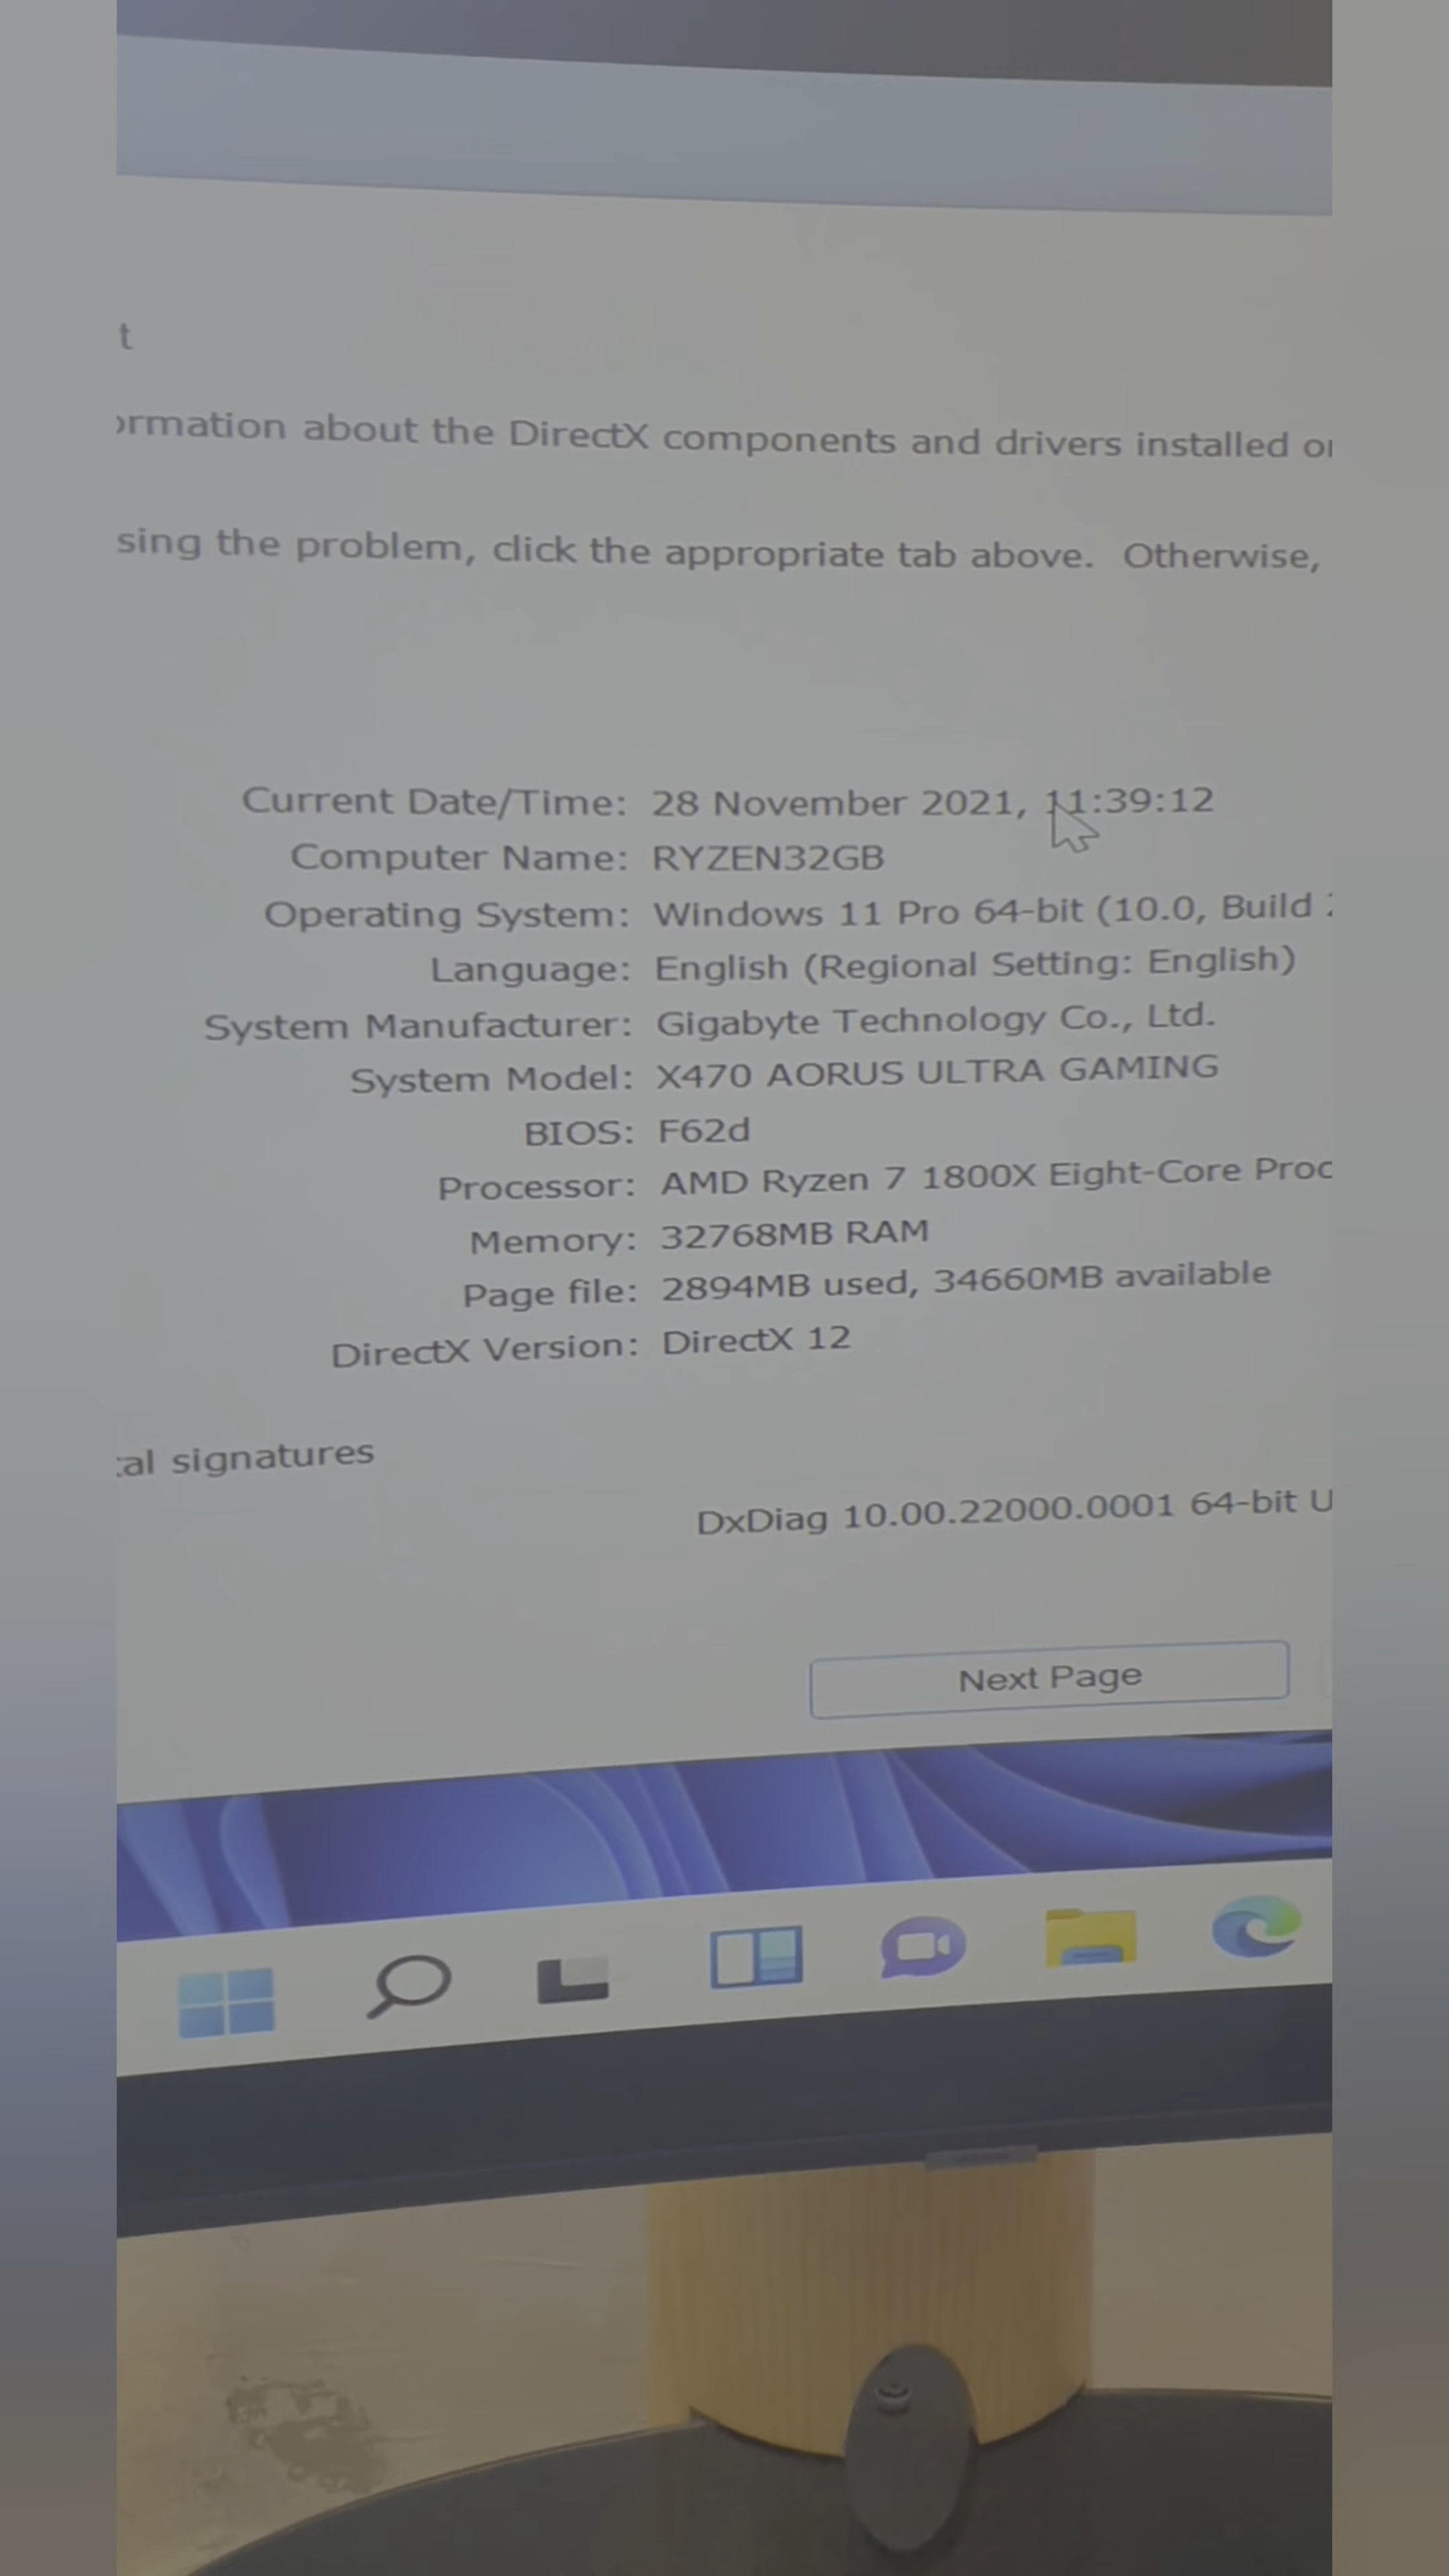 t
ormation about the DirectX components and drivers installed or
sing the problem, click the appropriate tab above. Otherwise,
Current Date/Time: 28 November 2021, 11:39:12
Computer Name: RYZEN32GB
Operating System: Windows 11 Pro 64-bit (10.0, Build
Language: English (Regional Setting: English)
System Manufacturer: Gigabyte Technology Co., Ltd.
System Model: X470 AORUS ULTRA GAMING
BIOS: F62d
Processor: AMD Ryzen 7 1800X Eight-Core Proc
Memory: 32768MB RAM
Page file: 2894MB used, 34660MB available
DirectX Version: DirectX 12
tal signatures
DxDiag 10.00.22000.0001 64-bit U
Next Page